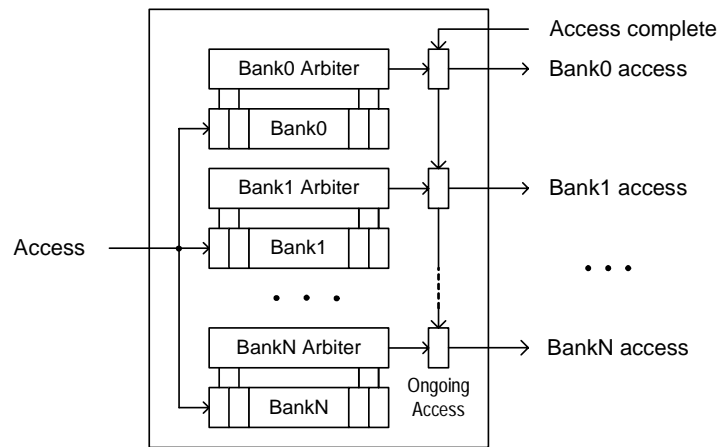 Access complete
Bank0 Arbiter
Bank0 access
Bank0
Bank1 Arbiter
Bank1 access
Access
Bank1
. . .
. . .
BankN Arbiter
BankN access
BankN
Ongoing
Access